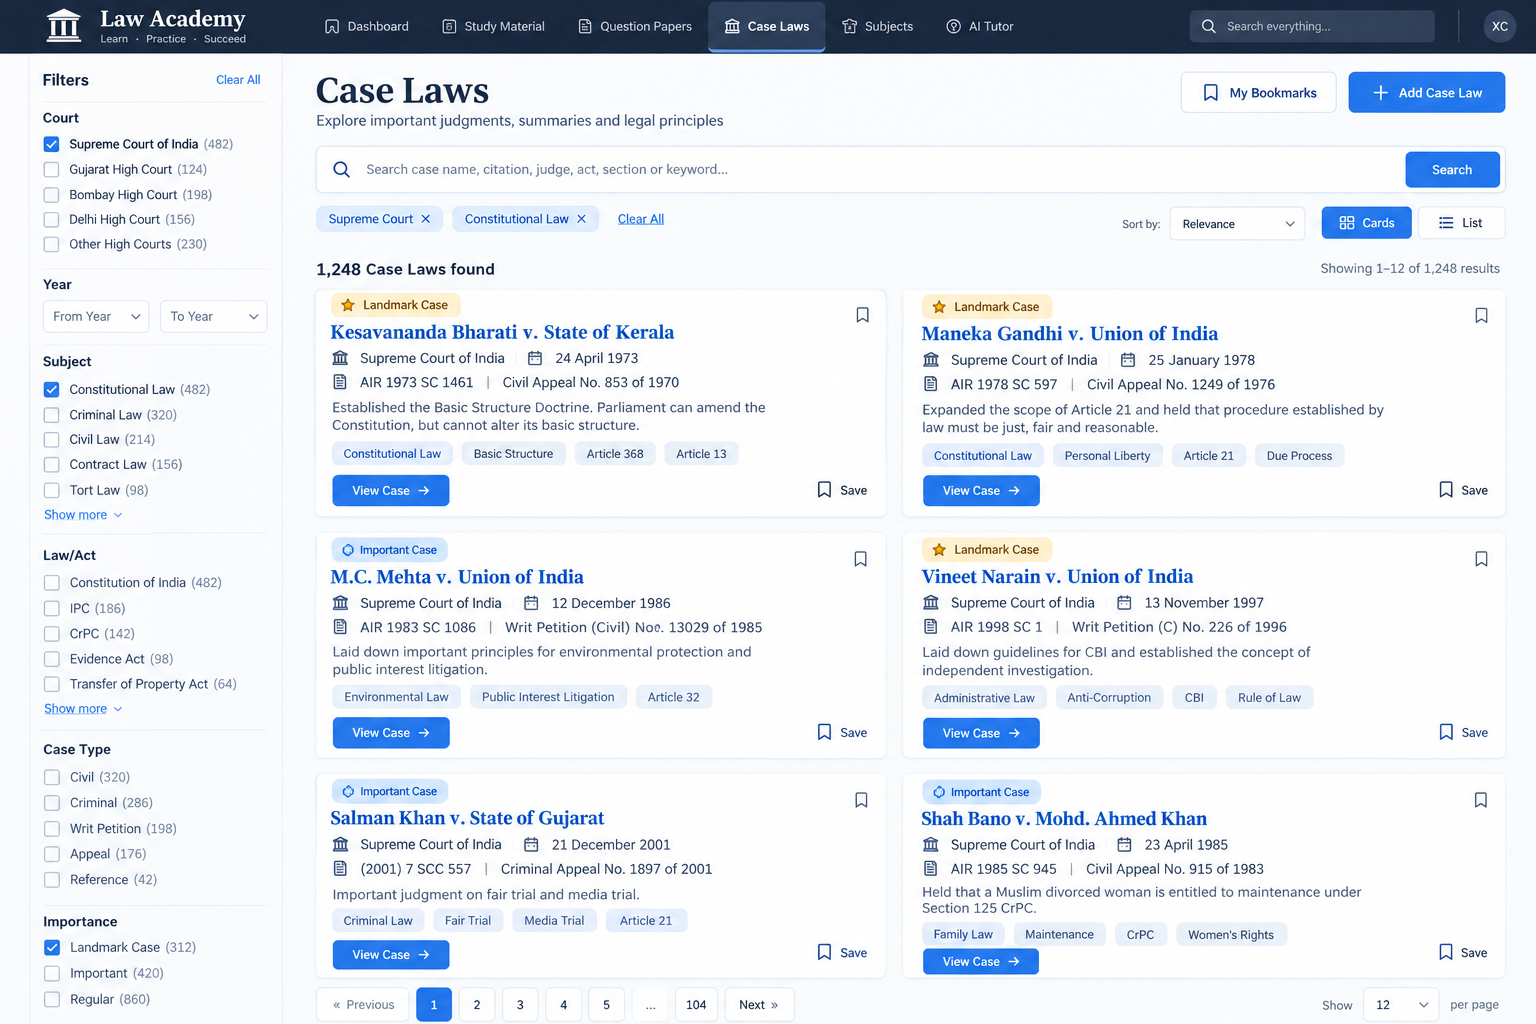 Law Academy
Learn · Practice · Succeed
Dashboard
Study Material
Question Papers
Case Laws
Subjects
AI Tutor
Search everything...
XC
Filters
Clear All
Court
Supreme Court of India (482)
Gujarat High Court (124)
Bombay High Court (198)
Delhi High Court (156)
Other High Courts (230)
Year
From Year
To Year
Subject
Constitutional Law (482)
Criminal Law (320)
Civil Law (214)
Contract Law (156)
Tort Law (98)
Show more
Law/Act
Constitution of India (482)
IPC (186)
CrPC (142)
Evidence Act (98)
Transfer of Property Act (64)
Show more
Case Type
Civil (320)
Criminal (286)
Writ Petition (198)
Appeal (176)
Reference (42)
Importance
Landmark Case (312)
Important (420)
Regular (860)
Case Laws
Explore important judgments, summaries and legal principles
My Bookmarks
+ Add Case Law
Search case name, citation, judge, act, section or keyword...
Search
Supreme Court ×
Constitutional Law ×
Clear All
Sort by:
Relevance
Cards
List
1,248 Case Laws found
Showing 1–12 of 1,248 results
Landmark Case
Kesavananda Bharati v. State of Kerala
Supreme Court of India
24 April 1973
AIR 1973 SC 1461 | Civil Appeal No. 853 of 1970
Established the Basic Structure Doctrine. Parliament can amend the
Constitution, but cannot alter its basic structure.
Constitutional Law
Basic Structure
Article 368
Article 13
View Case →
Save
Landmark Case
Maneka Gandhi v. Union of India
Supreme Court of India
25 January 1978
AIR 1978 SC 597 | Civil Appeal No. 1249 of 1976
Expanded the scope of Article 21 and held that procedure established by
law must be just, fair and reasonable.
Constitutional Law
Personal Liberty
Article 21
Due Process
View Case →
Save
Important Case
M.C. Mehta v. Union of India
Supreme Court of India
12 December 1986
AIR 1983 SC 1086 | Writ Petition (Civil) 13029 of 1985
Laid down important principles for environmental protection and
public interest litigation.
Environmental Law
Public Interest Litigation
Article 32
View Case →
Save
Landmark Case
Vineet Narain v. Union of India
Supreme Court of India
13 November 1997
AIR 1998 SC 1 | Writ Petition (C) No. 226 of 1996
Laid down guidelines for CBI and established the concept of
independent investigation.
Administrative Law
Anti-Corruption
CBI
Rule of Law
View Case →
Save
Important Case
Salman Khan v. State of Gujarat
Supreme Court of India
21 December 2001
(2001) 7 SCC 557 | Criminal Appeal No. 1897 of 2001
Important judgment on fair trial and media trial.
Criminal Law
Fair Trial
Media Trial
Article 21
View Case →
Save
Important Case
Shah Bano v. Mohd. Ahmed Khan
Supreme Court of India
23 April 1985
AIR 1985 SC 945 | Civil Appeal No. 915 of 1983
Held that a Muslim divorced woman is entitled to maintenance under
Section 125 CrPC.
Family Law
Maintenance
CrPC
Women's Rights
View Case →
Save
« Previous
1
2
3
4
5
...
104
Next »
Show
12
per page